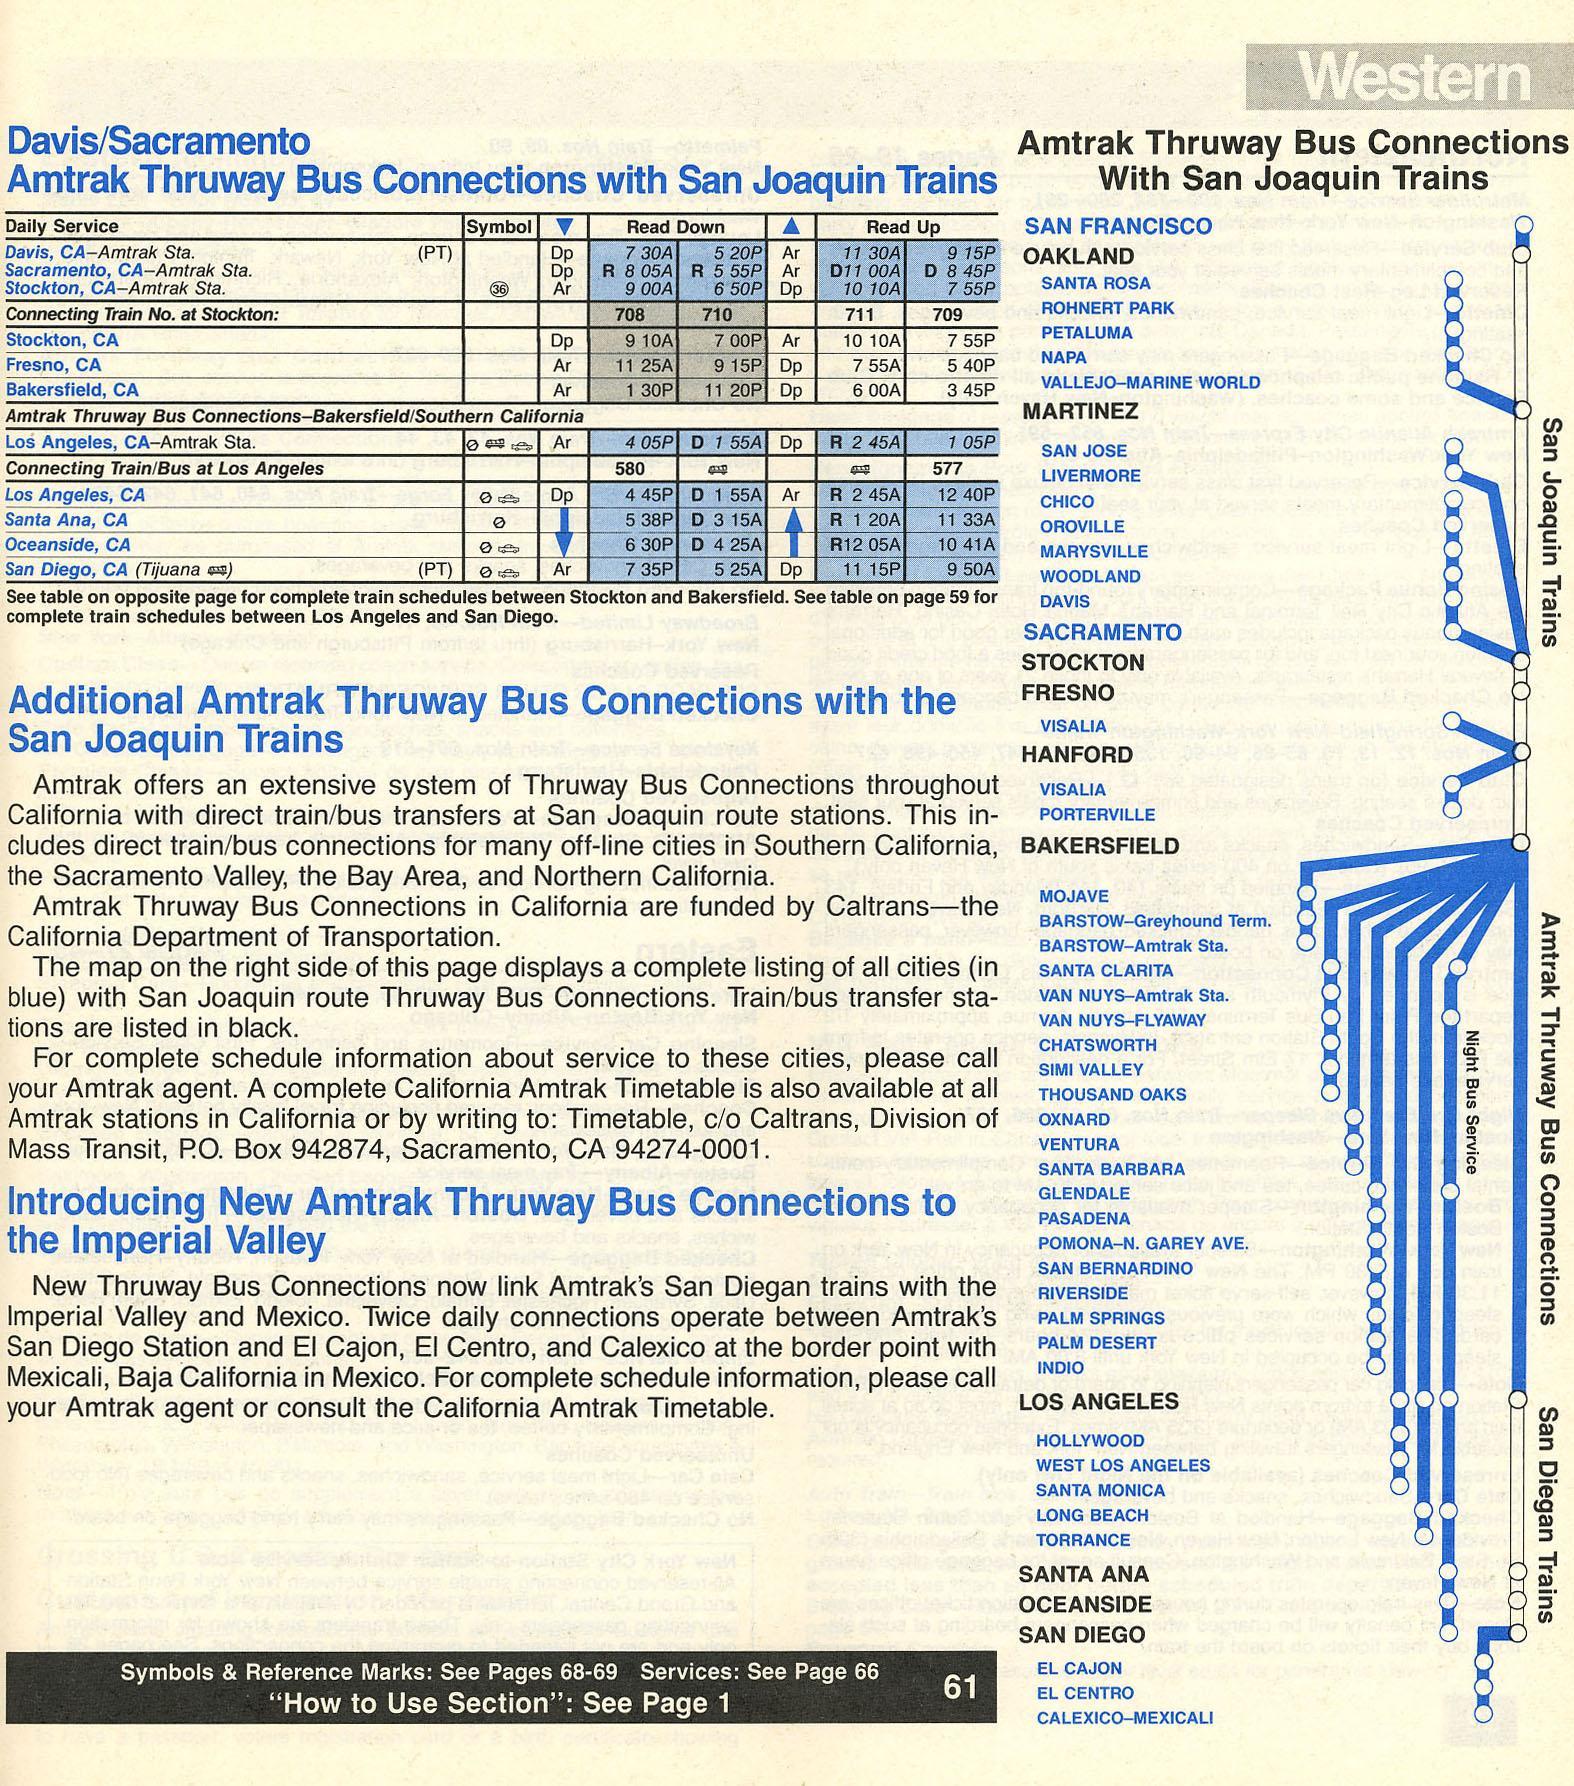 Western
Davis/Sacramento
Amtrak Thruway Bus Connections with San Joaquin Trains
Daily Service Symbol ▼ Read Down ▲ Read Up
Davis, CA–Amtrak Sta. (PT) Dp 7 30A 5 20P Ar 11 30A 9 15P
Sacramento, CA–Amtrak Sta. Dp R 8 05A R 5 55P Ar D11 00A D 8 45P
Stockton, CA–Amtrak Sta. ㊱ Ar 9 00A 6 50P Dp 10 10A 7 55P
Connecting Train No. at Stockton: 708 710 711 709
Stockton, CA Dp 9 10A 7 00P Ar 10 10A 7 55P
Fresno, CA Ar 11 25A 9 15P Dp 7 55A 5 40P
Bakersfield, CA Ar 1 30P 11 20P Dp 6 00A 3 45P
Amtrak Thruway Bus Connections–Bakersfield/Southern California
Los Angeles, CA–Amtrak Sta. Ar 4 05P D 1 55A Dp R 2 45A 1 05P
Connecting Train/Bus at Los Angeles 580 577
Los Angeles, CA Dp 4 45P D 1 55A Ar R 2 45A 12 40P
Santa Ana, CA 5 38P D 3 15A R 1 20A 11 33A
Oceanside, CA 6 30P D 4 25A R12 05A 10 41A
San Diego, CA (Tijuana ) (PT) Ar 7 35P 5 25A Dp 11 15P 9 50A
See table on opposite page for complete train schedules between Stockton and Bakersfield. See table on page 59 for
complete train schedules between Los Angeles and San Diego.
Additional Amtrak Thruway Bus Connections with the
San Joaquin Trains
Amtrak offers an extensive system of Thruway Bus Connections throughout
California with direct train/bus transfers at San Joaquin route stations. This in-
cludes direct train/bus connections for many off-line cities in Southern California,
the Sacramento Valley, the Bay Area, and Northern California.
Amtrak Thruway Bus Connections in California are funded by Caltrans—the
California Department of Transportation.
The map on the right side of this page displays a complete listing of all cities (in
blue) with San Joaquin route Thruway Bus Connections. Train/bus transfer sta-
tions are listed in black.
For complete schedule information about service to these cities, please call
your Amtrak agent. A complete California Amtrak Timetable is also available at all
Amtrak stations in California or by writing to: Timetable, c/o Caltrans, Division of
Mass Transit, P.O. Box 942874, Sacramento, CA 94274-0001.
Introducing New Amtrak Thruway Bus Connections to
the Imperial Valley
New Thruway Bus Connections now link Amtrak's San Diegan trains with the
Imperial Valley and Mexico. Twice daily connections operate between Amtrak's
San Diego Station and El Cajon, El Centro, and Calexico at the border point with
Mexicali, Baja California in Mexico. For complete schedule information, please call
your Amtrak agent or consult the California Amtrak Timetable.
Symbols & Reference Marks: See Pages 68-69 Services: See Page 66
"How to Use Section": See Page 1
61
Amtrak Thruway Bus Connections
With San Joaquin Trains
SAN FRANCISCO
OAKLAND
SANTA ROSA
ROHNERT PARK
PETALUMA
NAPA
VALLEJO–MARINE WORLD
MARTINEZ
SAN JOSE
LIVERMORE
CHICO
OROVILLE
MARYSVILLE
WOODLAND
DAVIS
SACRAMENTO
STOCKTON
FRESNO
VISALIA
HANFORD
VISALIA
PORTERVILLE
BAKERSFIELD
MOJAVE
BARSTOW–Greyhound Term.
BARSTOW–Amtrak Sta.
SANTA CLARITA
VAN NUYS–Amtrak Sta.
VAN NUYS–FLYAWAY
CHATSWORTH
SIMI VALLEY
THOUSAND OAKS
OXNARD
VENTURA
SANTA BARBARA
GLENDALE
PASADENA
POMONA–N. GAREY AVE.
SAN BERNARDINO
RIVERSIDE
PALM SPRINGS
PALM DESERT
INDIO
LOS ANGELES
HOLLYWOOD
WEST LOS ANGELES
SANTA MONICA
LONG BEACH
TORRANCE
SANTA ANA
OCEANSIDE
SAN DIEGO
EL CAJON
EL CENTRO
CALEXICO–MEXICALI
San Joaquin Trains
Night Bus Service
Amtrak Thruway Bus Connections
San Diegan Trains